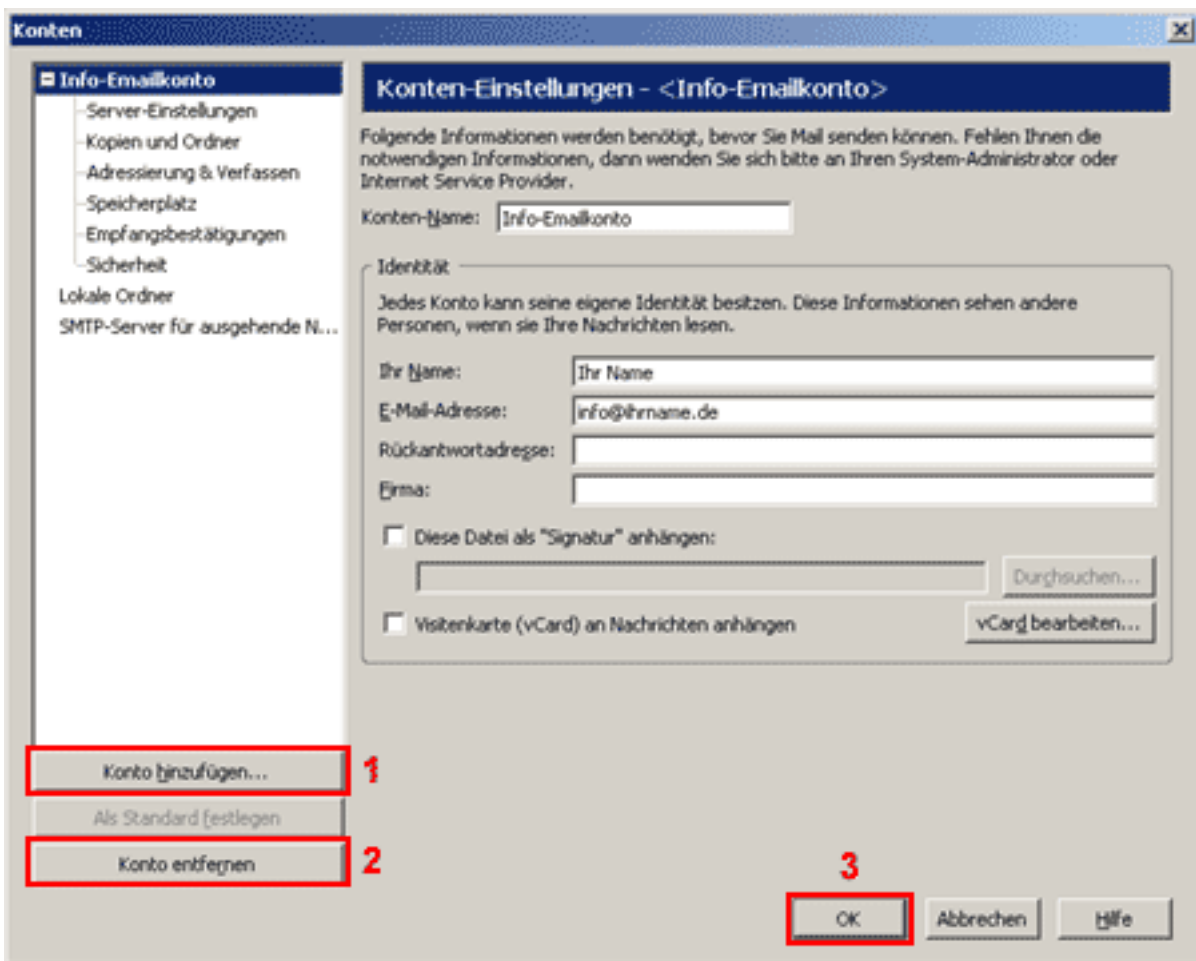 Konten
Info-Emailkonto
Server-Einstellungen
Kopien und Ordner
Adressierung & Verfassen
Speicherplatz
Empfangsbestätigungen
Sicherheit
Lokale Ordner
SMTP-Server für ausgehende N...
Konto hinzufügen...
1
Als Standard festlegen
Konto entfernen
2
Konten-Einstellungen - <Info-Emailkonto>
Folgende Informationen werden benötigt, bevor Sie Mail senden können. Fehlen Ihnen die
notwendigen Informationen, dann wenden Sie sich bitte an Ihren System-Administrator oder
Internet Service Provider.
Konten-Name: Info-Emailkonto
Identität
Jedes Konto kann seine eigene Identität besitzen. Diese Informationen sehen andere
Personen, wenn sie Ihre Nachrichten lesen.
Ihr Name: Ihr Name
E-Mail-Adresse: info@ihrname.de
Rückantwortadresse:
Firma:
Diese Datei als "Signatur" anhängen:
Durchsuchen...
Visitenkarte (vCard) an Nachrichten anhängen
vCard bearbeiten...
3
OK
Abbrechen
Hilfe